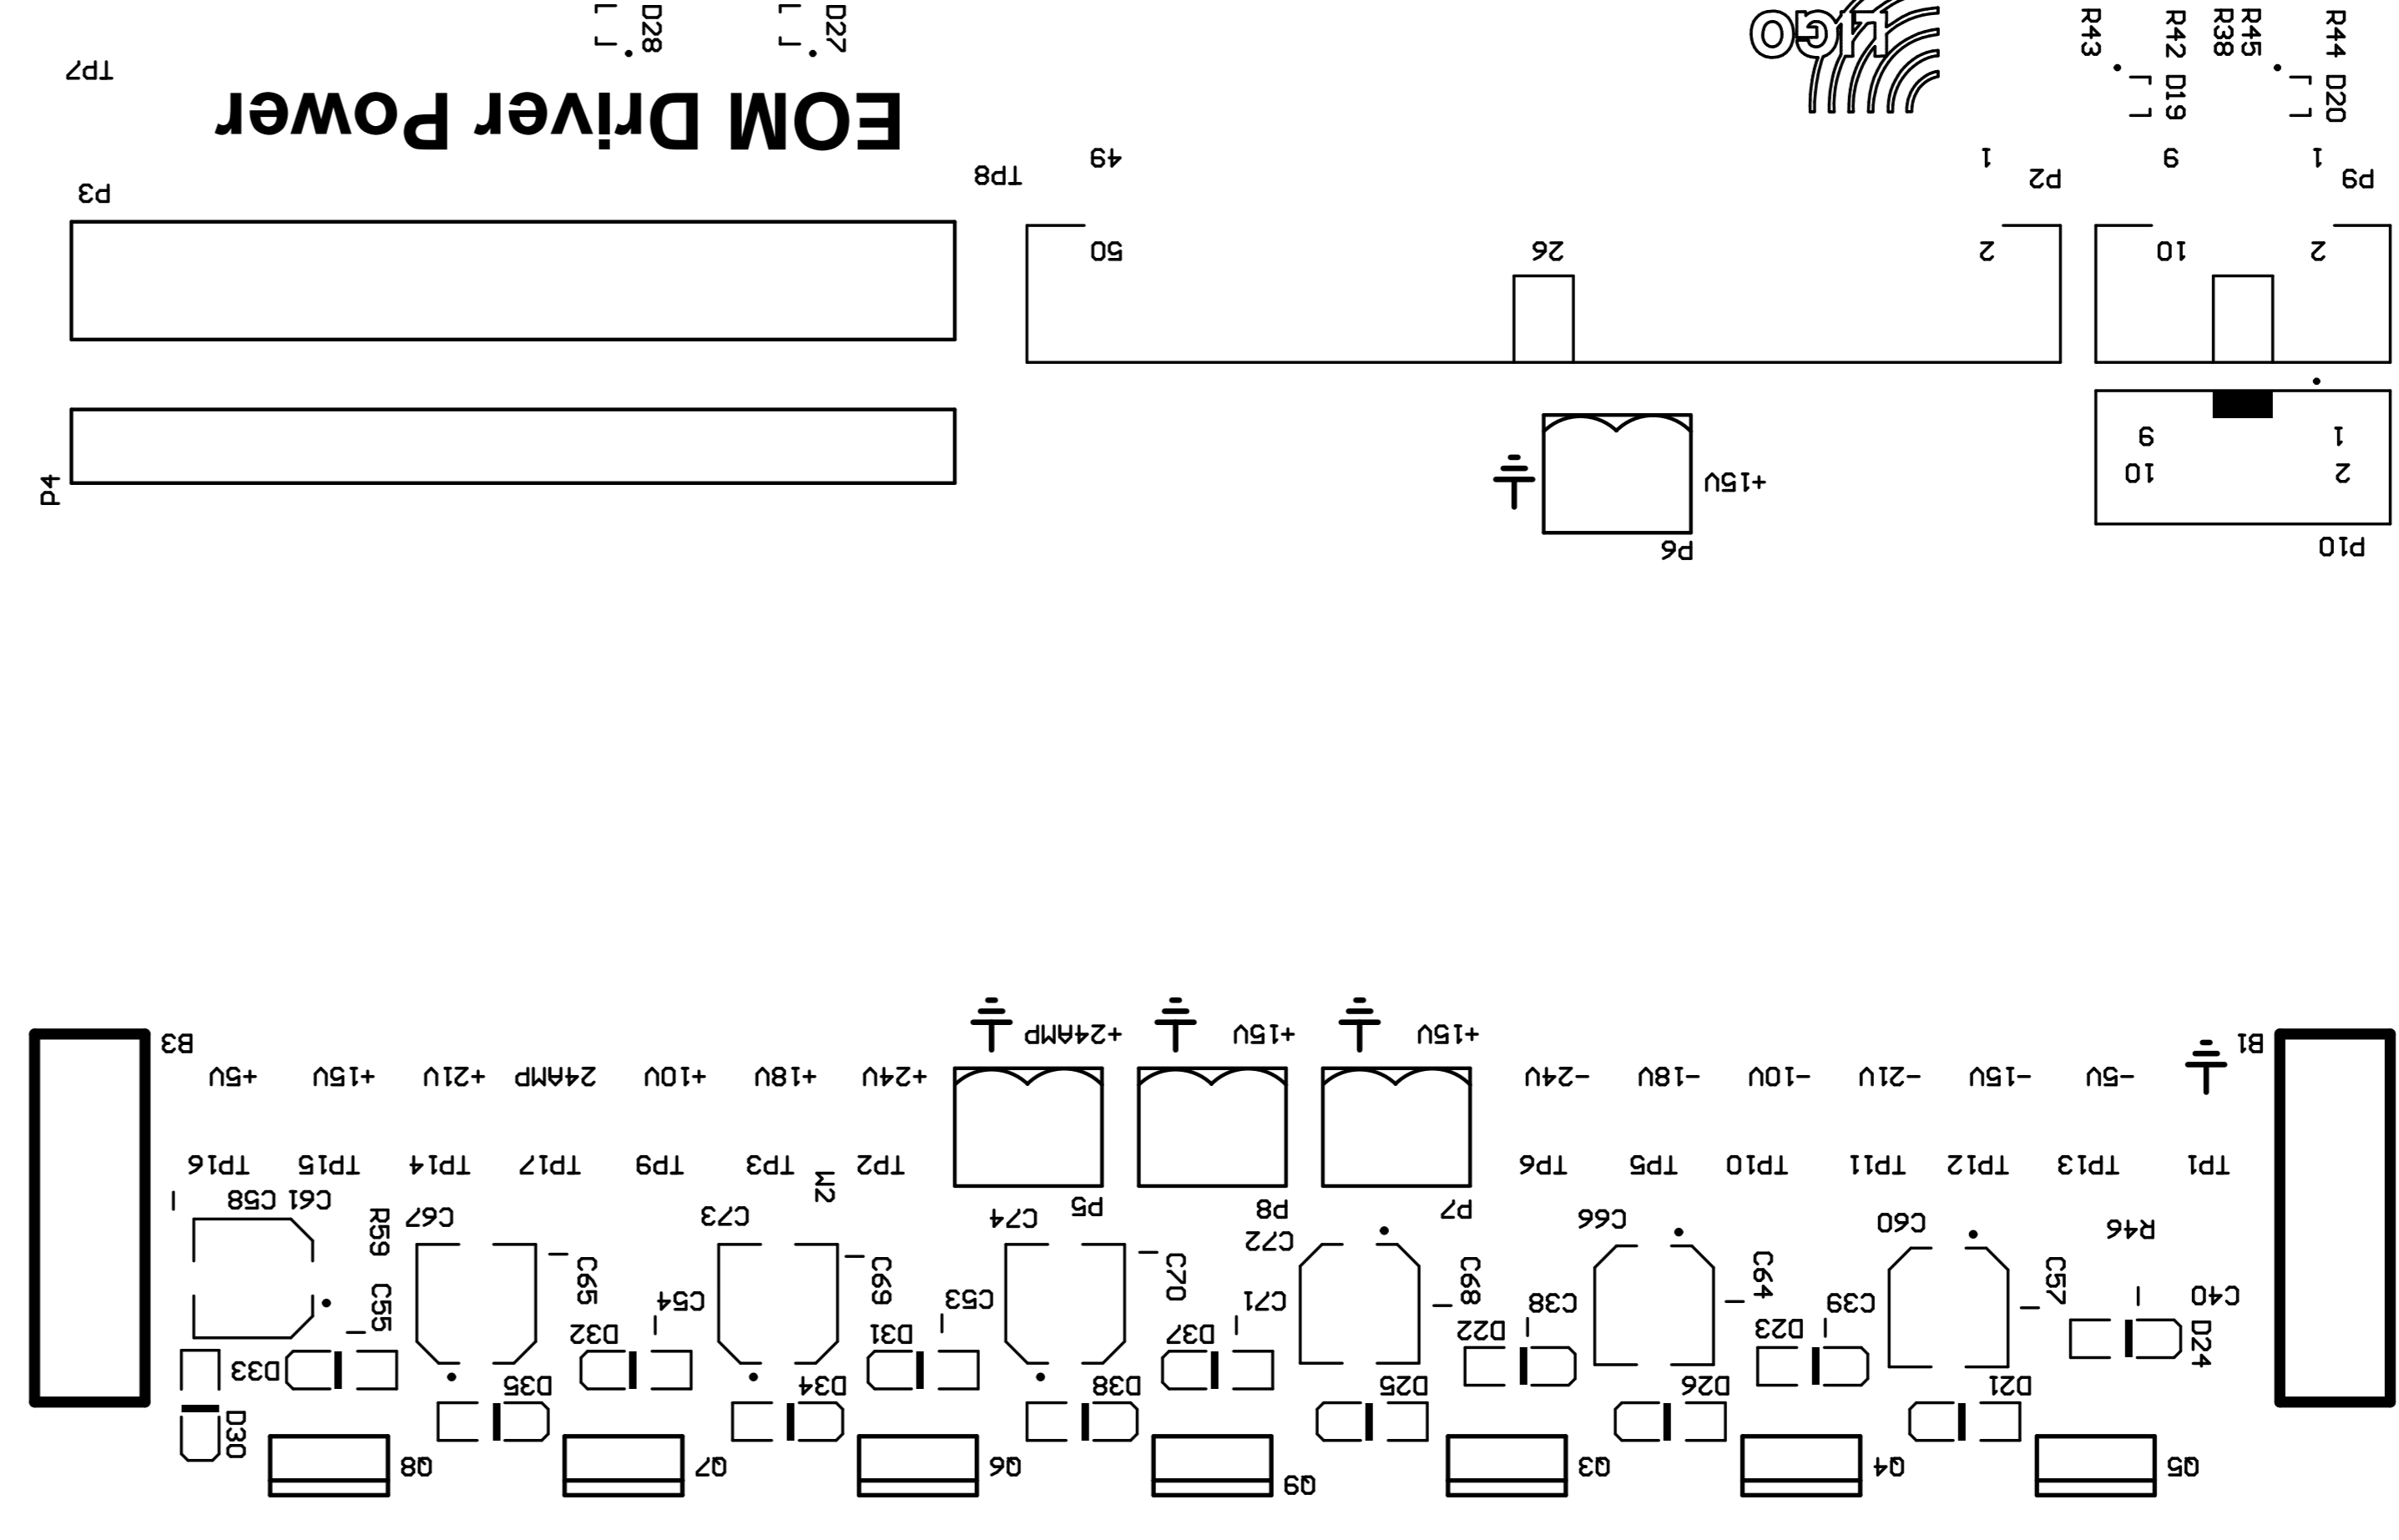 Q5 Q4 Q3 Q9 Q6 Q7 Q8
D30
D21 D26 D25 D38 D34 D35
D24 D33
D23 D22 D37 D31 D32
C40 C39 C38 C71 C53 C54
C57 C64 C68 C70 C69 C65 C55
R46 C60 C66 C72 C74 C73 C67 R59
P7 P8 P5
C61 C58
W2
TP1 TP13 TP12 TP11 TP10 TP5 TP6 TP2 TP3 TP9 TP17 TP14 TP15 TP16
-5V -15V -21V -10V -18V -24V +24V +18V +10V 24AMP +21V +15V +5V
B1 B3
+15V +15V +24AMP
P10
P6
2 10
1 9
+15V
P4
2 10 2 26 50
P9 P2 TP8 P3
1 9 1 49
EOM Driver Power
D20 D19
TP7
R44 R45 R38 R42 R43
LIGO
D27 D28